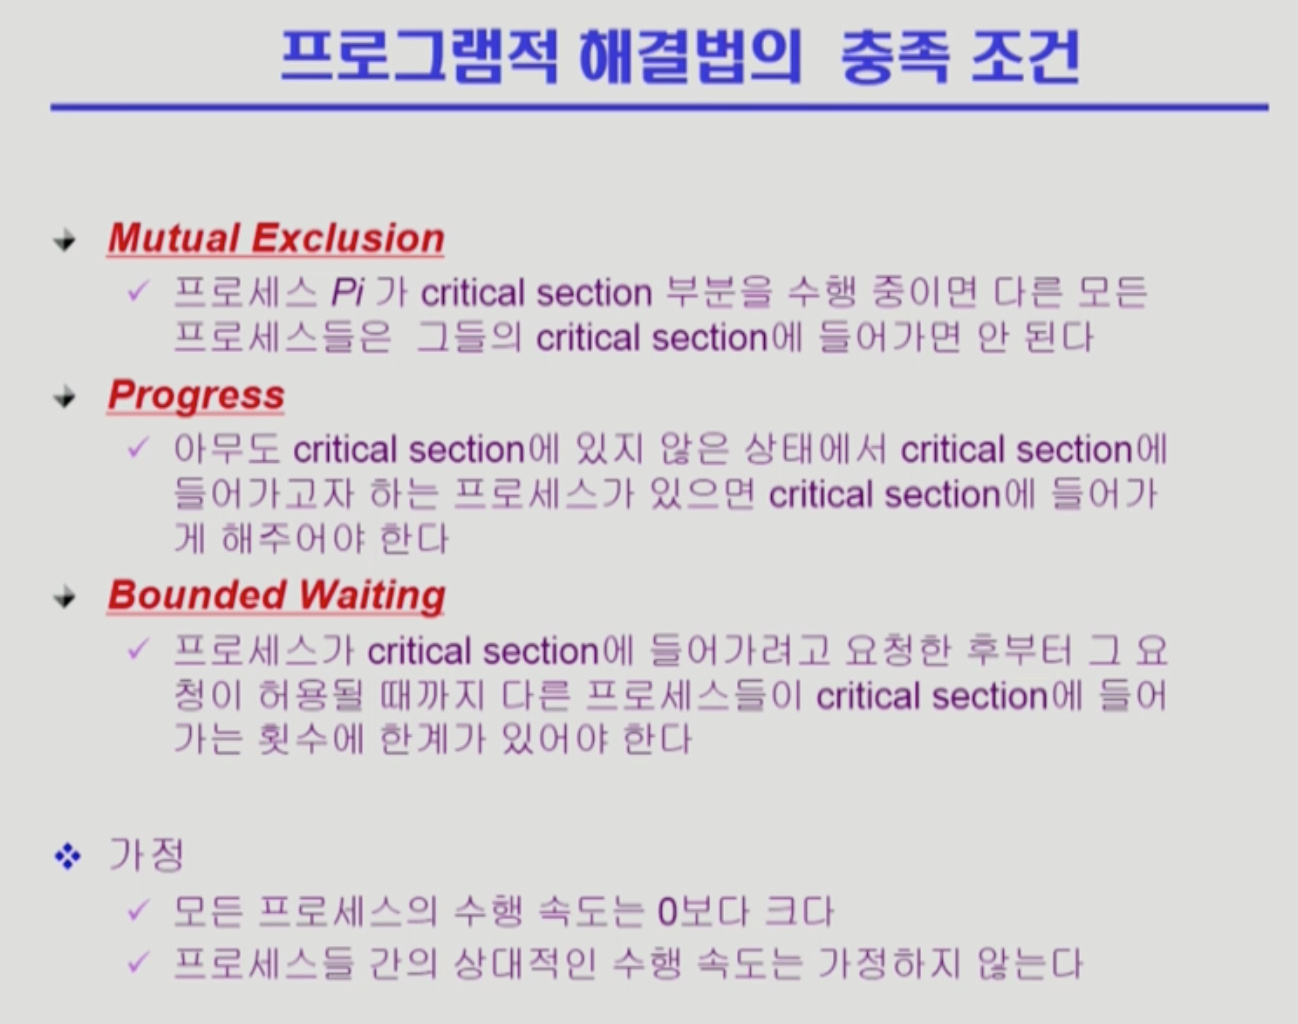 프로그램적 해결법의 충족 조건
Mutual Exclusion
프로세스 Pi 가 critical section 부분을 수행 중이면 다른 모든
프로세스들은 그들의 critical section에 들어가면 안 된다
Progress
아무도 critical section에 있지 않은 상태에서 critical section에
들어가고자 하는 프로세스가 있으면 critical section에 들어가
게 해주어야 한다
Bounded Waiting
프로세스가 critical section에 들어가려고 요청한 후부터 그 요
청이 허용될 때까지 다른 프로세스들이 critical section에 들어
가는 횟수에 한계가 있어야 한다
가정
모든 프로세스의 수행 속도는 0보다 크다
프로세스들 간의 상대적인 수행 속도는 가정하지 않는다